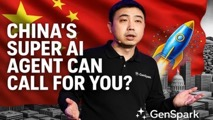 CHINA'S
SUPER AI
AGENT CAN
CALL FOR YOU?
GenSpark